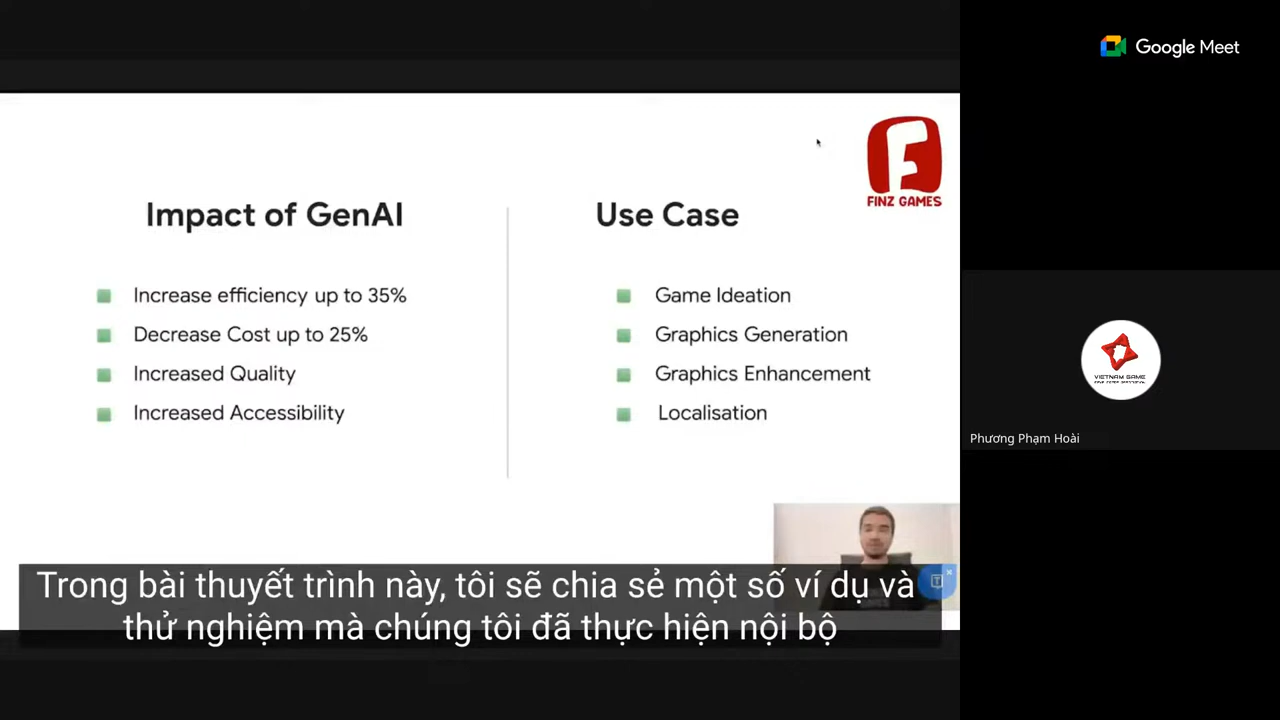 Google Meet
FINZ GAMES
Impact of GenAI
Increase efficiency up to 35%
Decrease Cost up to 25%
Increased Quality
Increased Accessibility
Use Case
Game Ideation
Graphics Generation
Graphics Enhancement
Localisation
VIETNAM GAME
Phương Phạm Hoài
Trong bài thuyết trình này, tôi sẽ chia sẻ một số ví dụ và
thử nghiệm mà chúng tôi đã thực hiện nội bộ